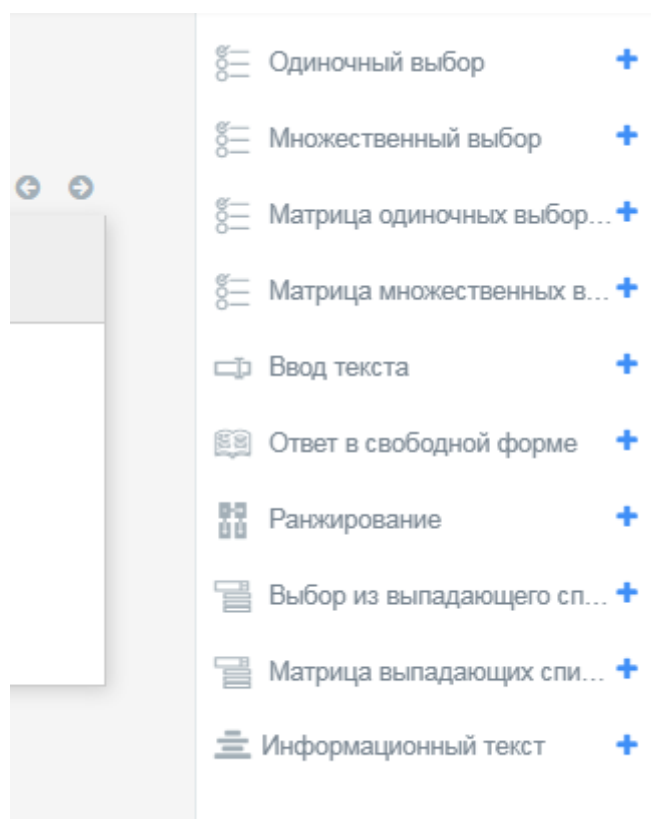 Одиночный выбор
Множественный выбор
Матрица одиночных выбор...
Матрица множественных в...
Ввод текста
Ответ в свободной форме
Ранжирование
Выбор из выпадающего сп...
Матрица выпадающих спи...
Информационный текст